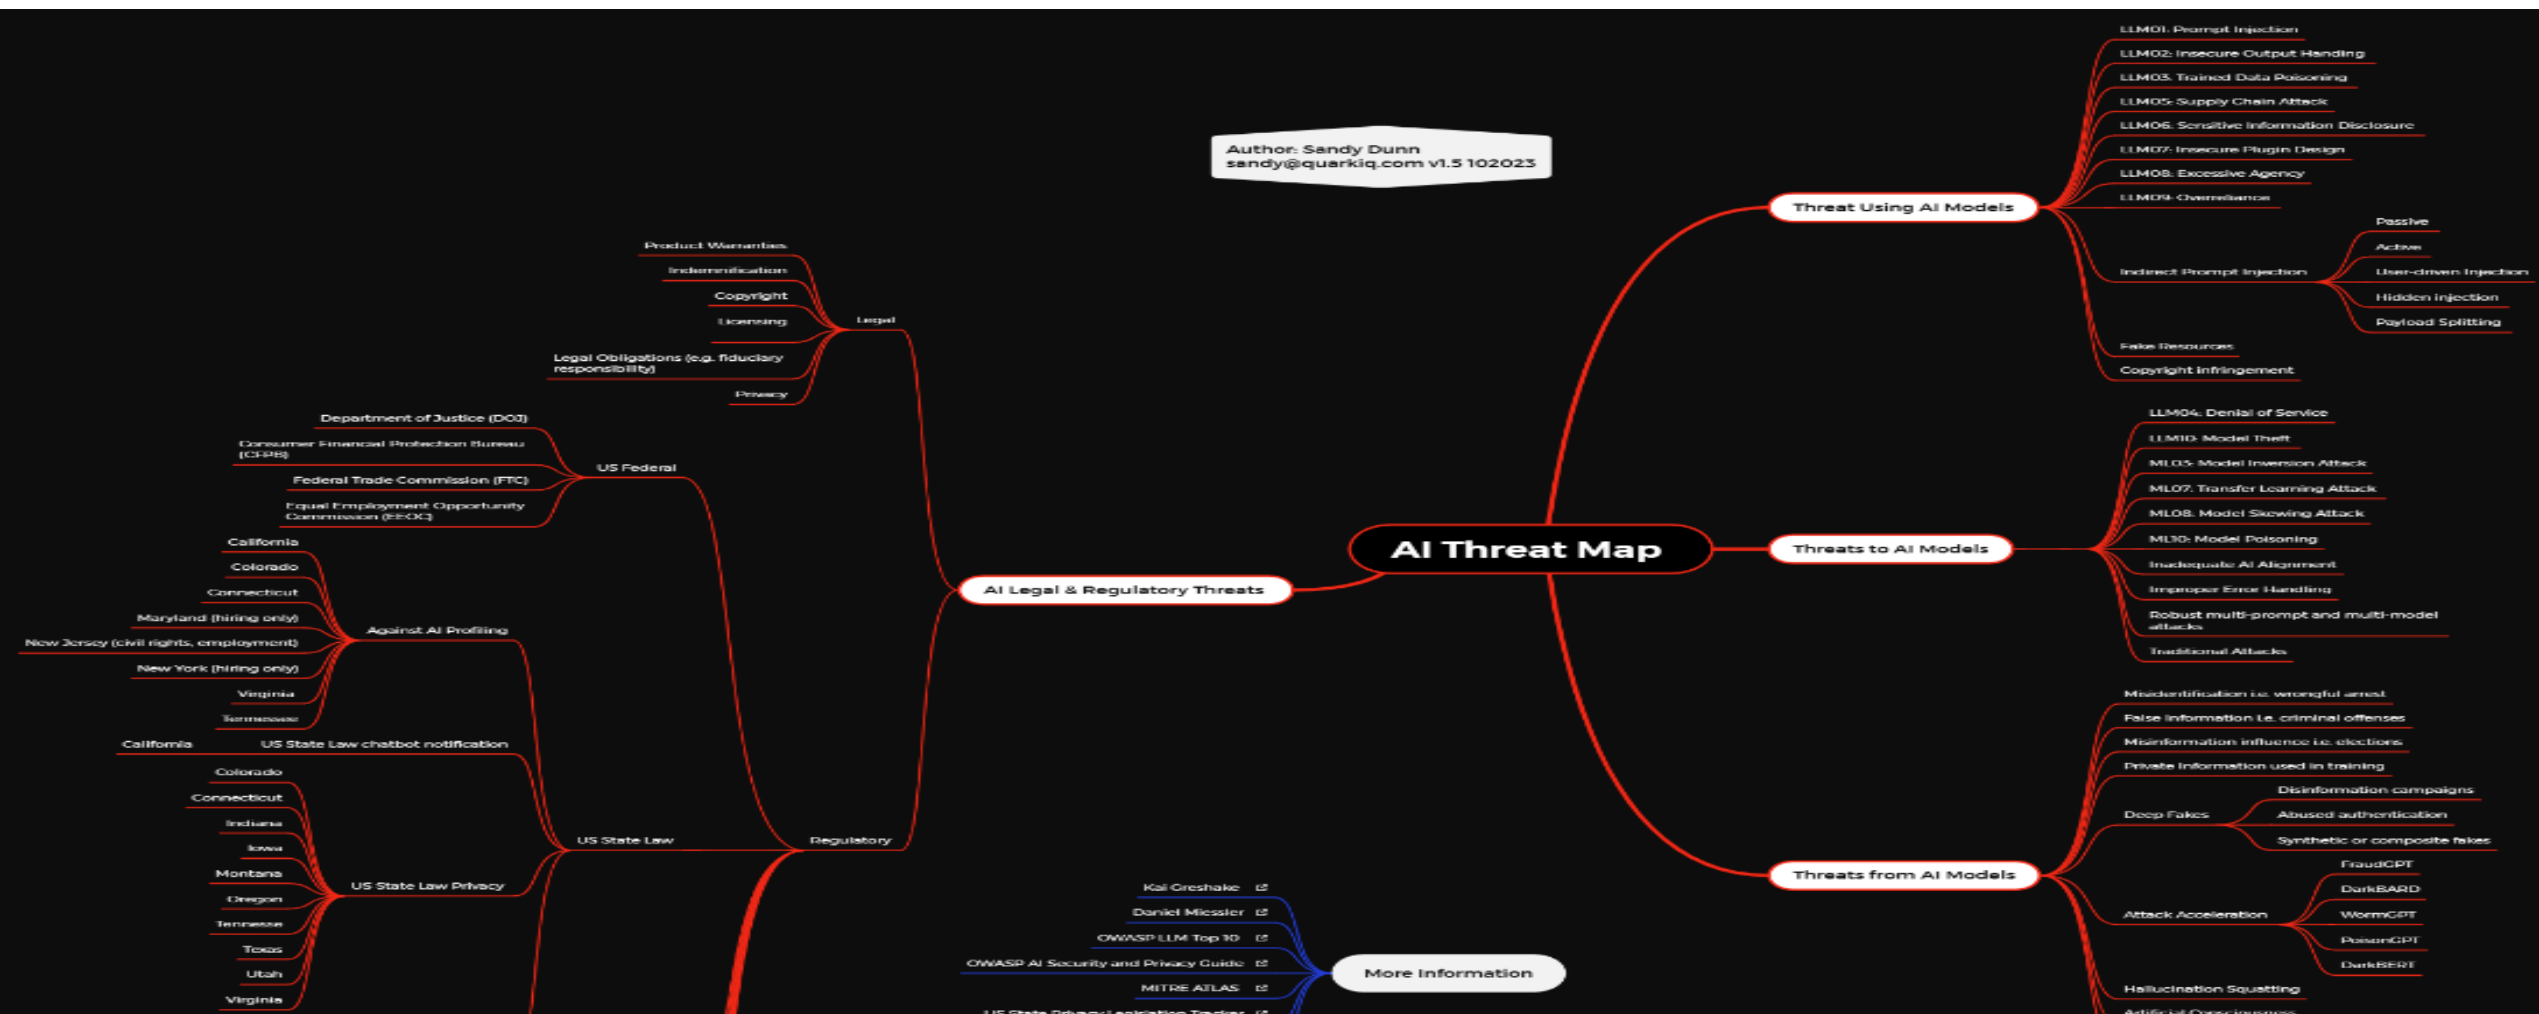 LLM01: Prompt Injection
LLM02: Insecure Output Handing
LLM03: Trained Data Poisoning
LLM05: Supply Chain Attack
LLM06: Sensitive Information Disclosure
LLM07: Insecure Plugin Design
LLM08: Excessive Agency
LLM09: Overreliance
Threat Using AI Models
Indirect Prompt Injection
Passive
Active
User-driven Injection
Hidden injection
Payload Splitting
Fake Resources
Copyright infringement
Author: Sandy Dunn
sandy@quarkiq.com v1.5 102023
AI Threat Map
Threats to AI Models
LLM04: Denial of Service
LLM10: Model Theft
ML03: Model Inversion Attack
ML07: Transfer Learning Attack
ML08: Model Skewing Attack
ML10: Model Poisoning
Inadequate AI Alignment
Improper Error Handling
Robust multi-prompt and multi-model
attacks
Traditional Attacks
Threats from AI Models
Misidentification i.e. wrongful arrest
False Information i.e. criminal offenses
Misinformation influence i.e. elections
Private Information used in training
Deep Fakes
Disinformation campaigns
Abused authentication
Synthetic or composite fakes
Attack Acceleration
FraudGPT
DarkBARD
WormGPT
PoisonGPT
DarkBERT
Hallucination Squatting
Artificial Consciousness
AI Legal & Regulatory Threats
Legal
Product Warranties
Indemnification
Copyright
Licensing
Legal Obligations (e.g. fiduciary
responsibility)
Privacy
Regulatory
US Federal
Department of Justice (DOJ)
Consumer Financial Protection Bureau
(CFPB)
Federal Trade Commission (FTC)
Equal Employment Opportunity
Commission (EEOC)
US State Law
Against AI Profiling
California
Colorado
Connecticut
Maryland (hiring only)
New Jersey (civil rights, employment)
New York (hiring only)
Virginia
Tennessee
US State Law chatbot notification
California
US State Law Privacy
Colorado
Connecticut
Indiana
Iowa
Montana
Oregon
Tennesse
Texas
Utah
Virginia
More Information
Kai Greshake
Daniel Miessler
OWASP LLM Top 10
OWASP AI Security and Privacy Guide
MITRE ATLAS
US State Privacy Legislation Tracker